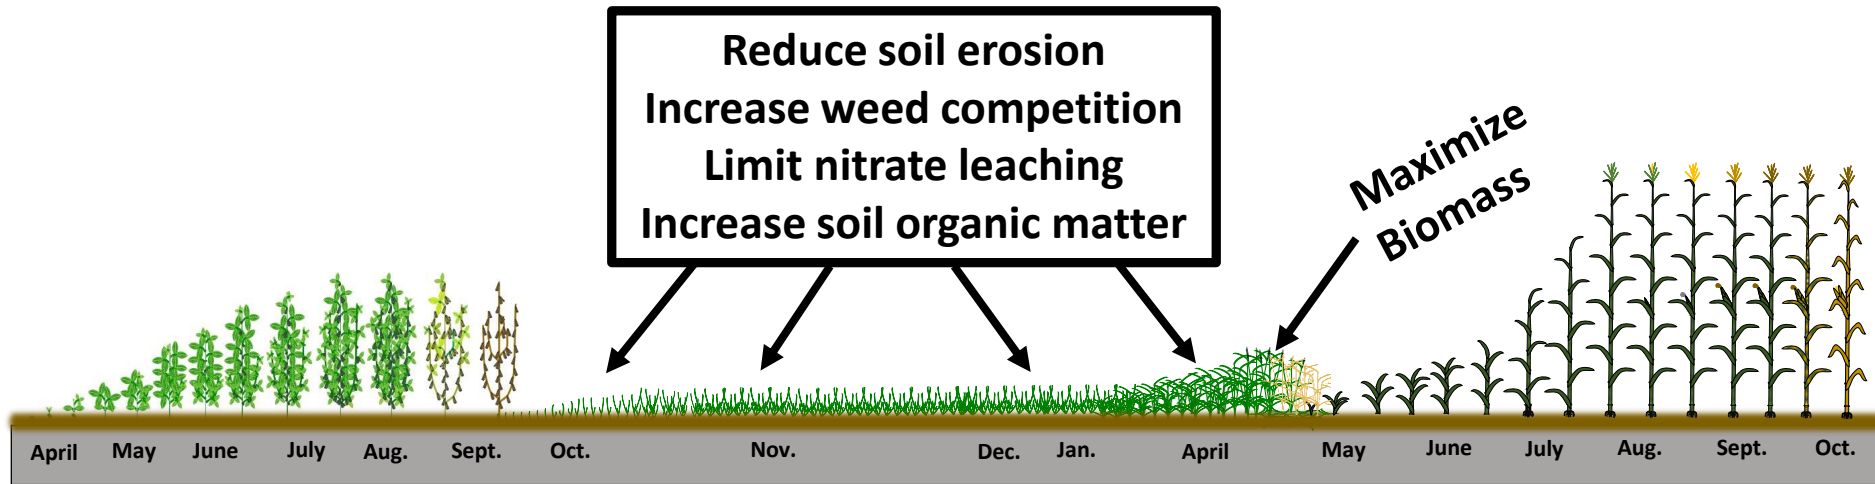 Reduce soil erosion
Increase weed competition
Limit nitrate leaching
Increase soil organic matter
Maximize
Biomass
April May June July Aug. Sept. Oct. Nov. Dec. Jan. April May June July Aug. Sept. Oct.